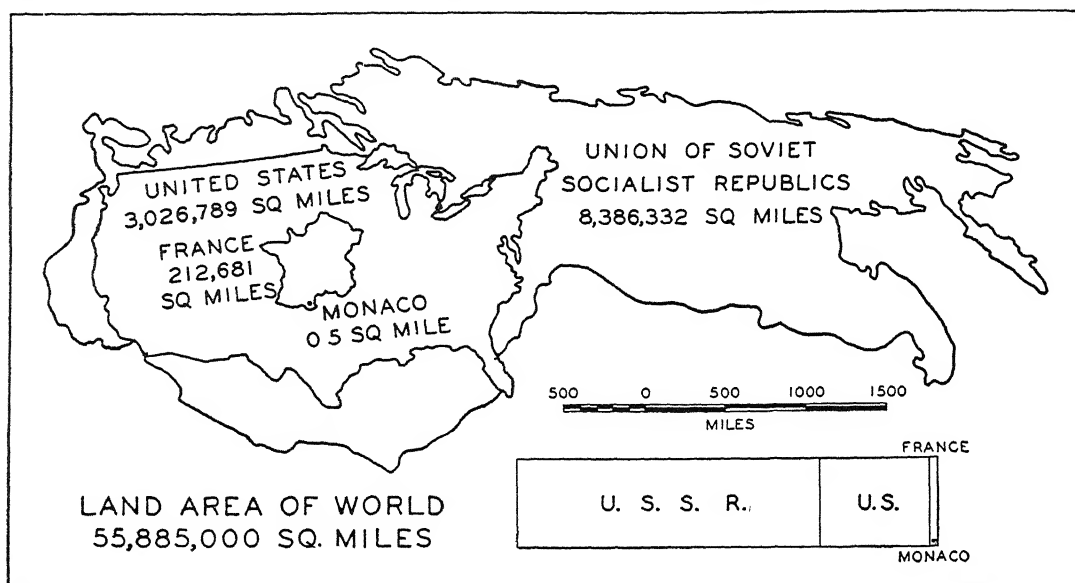 UNION OF SOVIET
SOCIALIST REPUBLICS
8,386,332 SQ MILES
UNITED STATES
3,026,789 SQ MILES
FRANCE
212,681
SQ MILES
MONACO
0 5 SQ MILE
500 0 500 1000 1500
MILES
FRANCE
U. S. S. R.
U.S.
MONACO
LAND AREA OF WORLD
55,885,000 SQ. MILES